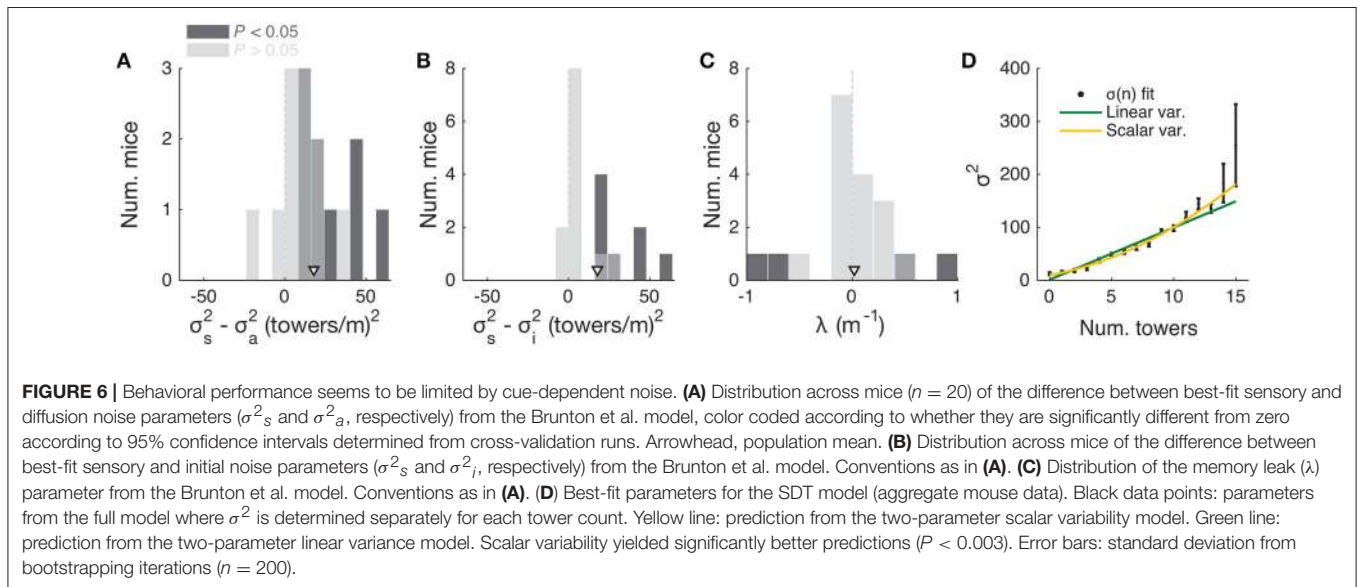 P < 0.05
P > 0.05
A
3
2
1
0
Num. mice
-50 0 50
σ²ₛ - σ²ₐ (towers/m)²
B
8
6
4
2
0
Num. mice
-50 0 50
σ²ₛ - σ²ᵢ (towers/m)²
C
8
6
4
2
0
Num. mice
-1 0 1
λ (m⁻¹)
D
400
300
200
100
0
σ²
σ(n) fit
Linear var.
Scalar var.
0 5 10 15
Num. towers
FIGURE 6 | Behavioral performance seems to be limited by cue-dependent noise. (A) Distribution across mice (n = 20) of the difference between best-fit sensory and
diffusion noise parameters (σ²ₛ and σ²ₐ, respectively) from the Brunton et al. model, color coded according to whether they are significantly different from zero
according to 95% confidence intervals determined from cross-validation runs. Arrowhead, population mean. (B) Distribution across mice of the difference between
best-fit sensory and initial noise parameters (σ²ₛ and σ²ᵢ, respectively) from the Brunton et al. model. Conventions as in (A). (C) Distribution of the memory leak (λ)
parameter from the Brunton et al. model. Conventions as in (A). (D) Best-fit parameters for the SDT model (aggregate mouse data). Black data points: parameters
from the full model where σ² is determined separately for each tower count. Yellow line: prediction from the two-parameter scalar variability model. Green line:
prediction from the two-parameter linear variance model. Scalar variability yielded significantly better predictions (P < 0.003). Error bars: standard deviation from
bootstrapping iterations (n = 200).